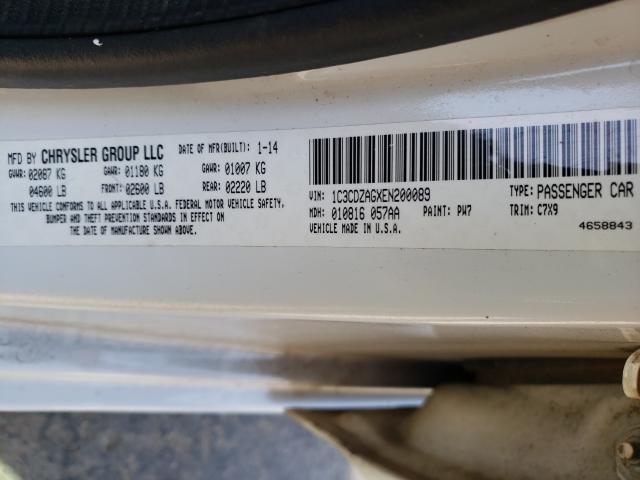 MFD BY CHRYSLER GROUP LLC DATE OF MFR(BUILT): 1-14
GVWR: 02087 KG GAWR: 01180 KG GAWR: 01007 KG
04600 LB FRONT: 02600 LB REAR: 02220 LB
THIS VEHICLE CONFORMS TO ALL APPLICABLE U.S.A. FEDERAL MOTOR VEHICLE SAFETY,
BUMPER AND THEFT PREVENTION STANDARDS IN EFFECT ON
THE DATE OF MANUFACTURE SHOWN ABOVE.
VIN: 1C3CDZAGXEN200089 TYPE: PASSENGER CAR
MDH: 010816 057AA PAINT: PW7 TRIM: C7X9
VEHICLE MADE IN U.S.A. 4658843